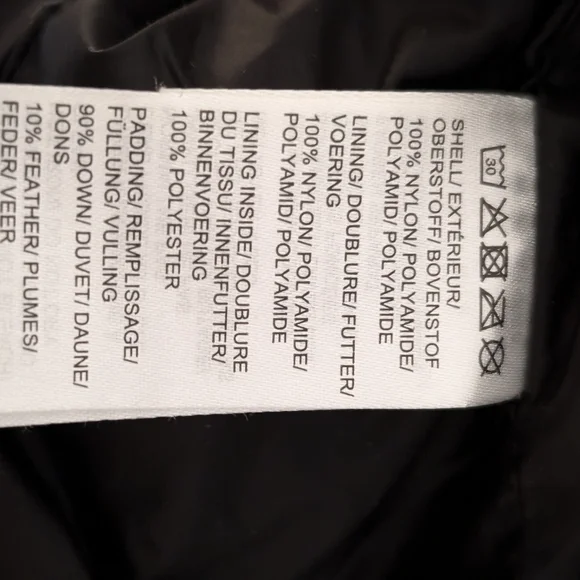 30
SHELL/ EXTÉRIEUR/
OBERSTOFF/ BOVENSTOF
100% NYLON/ POLYAMIDE/
POLYAMID/ POLYAMIDE
LINING/ DOUBLURE/ FUTTER/
VOERING
100% NYLON/ POLYAMIDE/
POLYAMID/ POLYAMIDE
LINING INSIDE/ DOUBLURE
DU TISSU/ INNENFUTTER/
BINNENVOERING
100% POLYESTER
PADDING/ REMPLISSAGE/
FÜLLUNG/ VULLING
90% DOWN/ DUVET/ DAUNE/
DONS
10% FEATHER/ PLUMES/
FEDER/ VEER